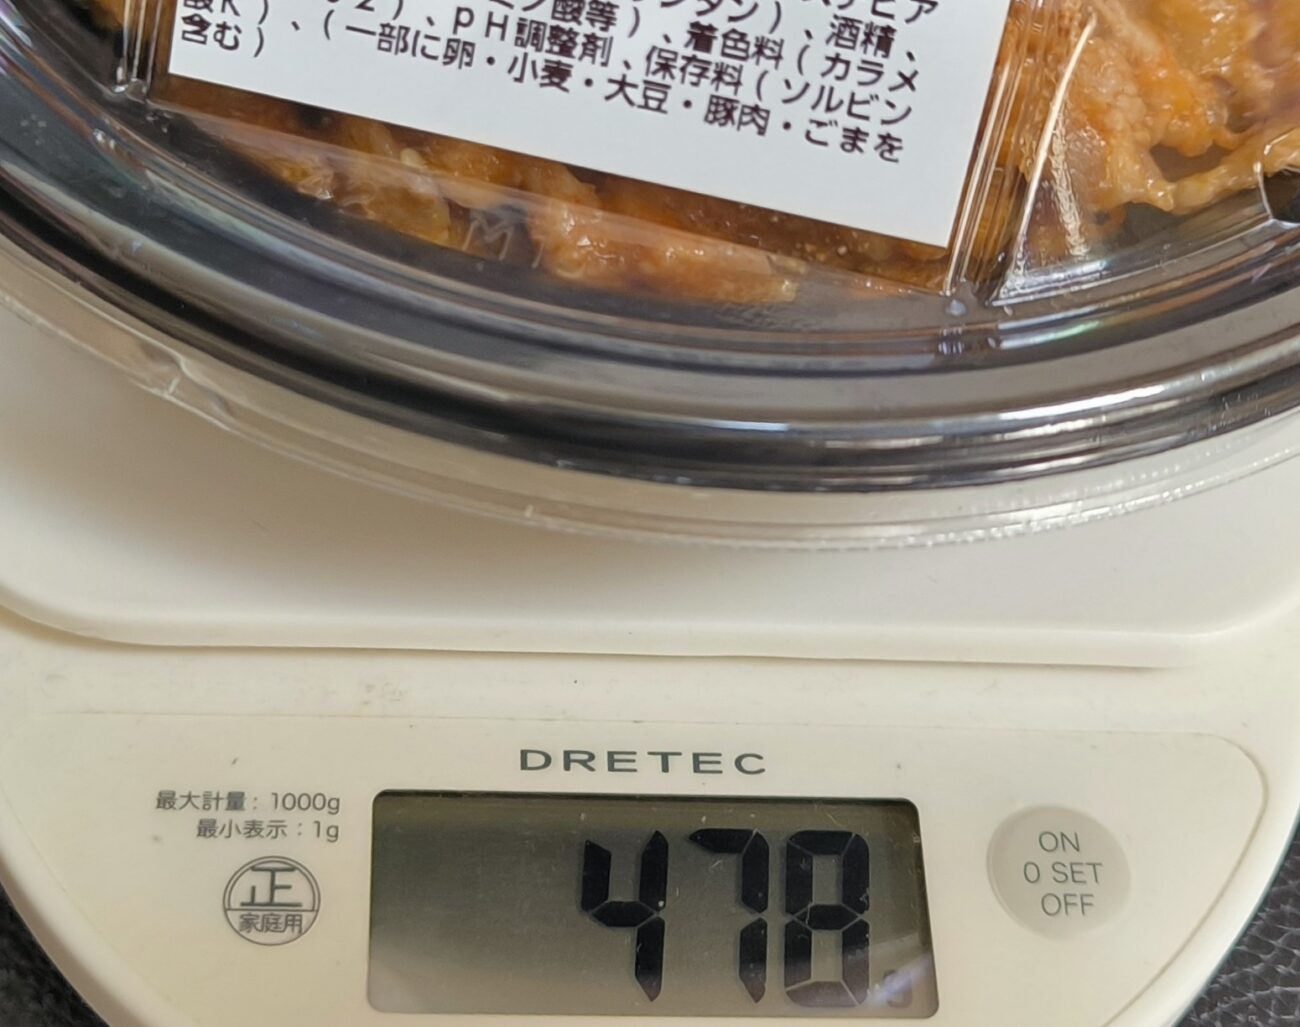 ンタン)、酒精、
酸等)、着色料(カラメ
pH調整剤、保存料(ソルビン
酸K)、(一部に卵・小麦・大豆・豚肉・ごまを
含む)
DRETEC
最大計量: 1000g
最小表示:1g
正
家庭用
478
g
ON
0 SET
OFF